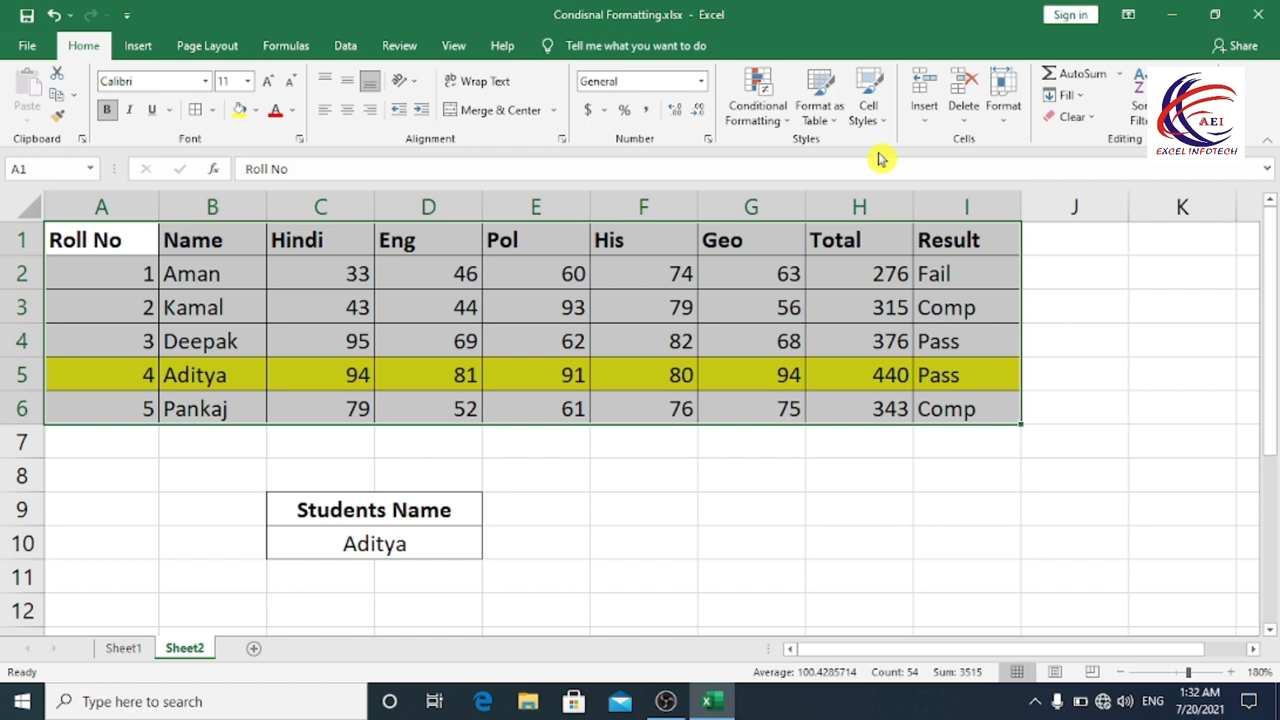 Condisnal Formatting.xlsx - Excel
Sign in
File Home Insert Page Layout Formulas Data Review View Help Tell me what you want to do Share
Paste
Clipboard
Calibri 11
B I U
Font
Wrap Text
Merge & Center
Alignment
General
$ % ,
Number
Conditional Formatting
Format as Table
Cell Styles
Styles
Insert Delete Format
Cells
AutoSum
Fill
Clear
Editing
AEI
EXCEL INFOTECH
A1 fx Roll No
A B C D E F G H I J K
1 Roll No Name Hindi Eng Pol His Geo Total Result
2 1 Aman 33 46 60 74 63 276 Fail
3 2 Kamal 43 44 93 79 56 315 Comp
4 3 Deepak 95 69 62 82 68 376 Pass
5 4 Aditya 94 81 91 80 94 440 Pass
6 5 Pankaj 79 52 61 76 75 343 Comp
7
8
9 Students Name
10 Aditya
11
12
Sheet1 Sheet2
Ready Average: 100.4285714 Count: 54 Sum: 3515 180%
Type here to search
ENG
1:32 AM
7/20/2021